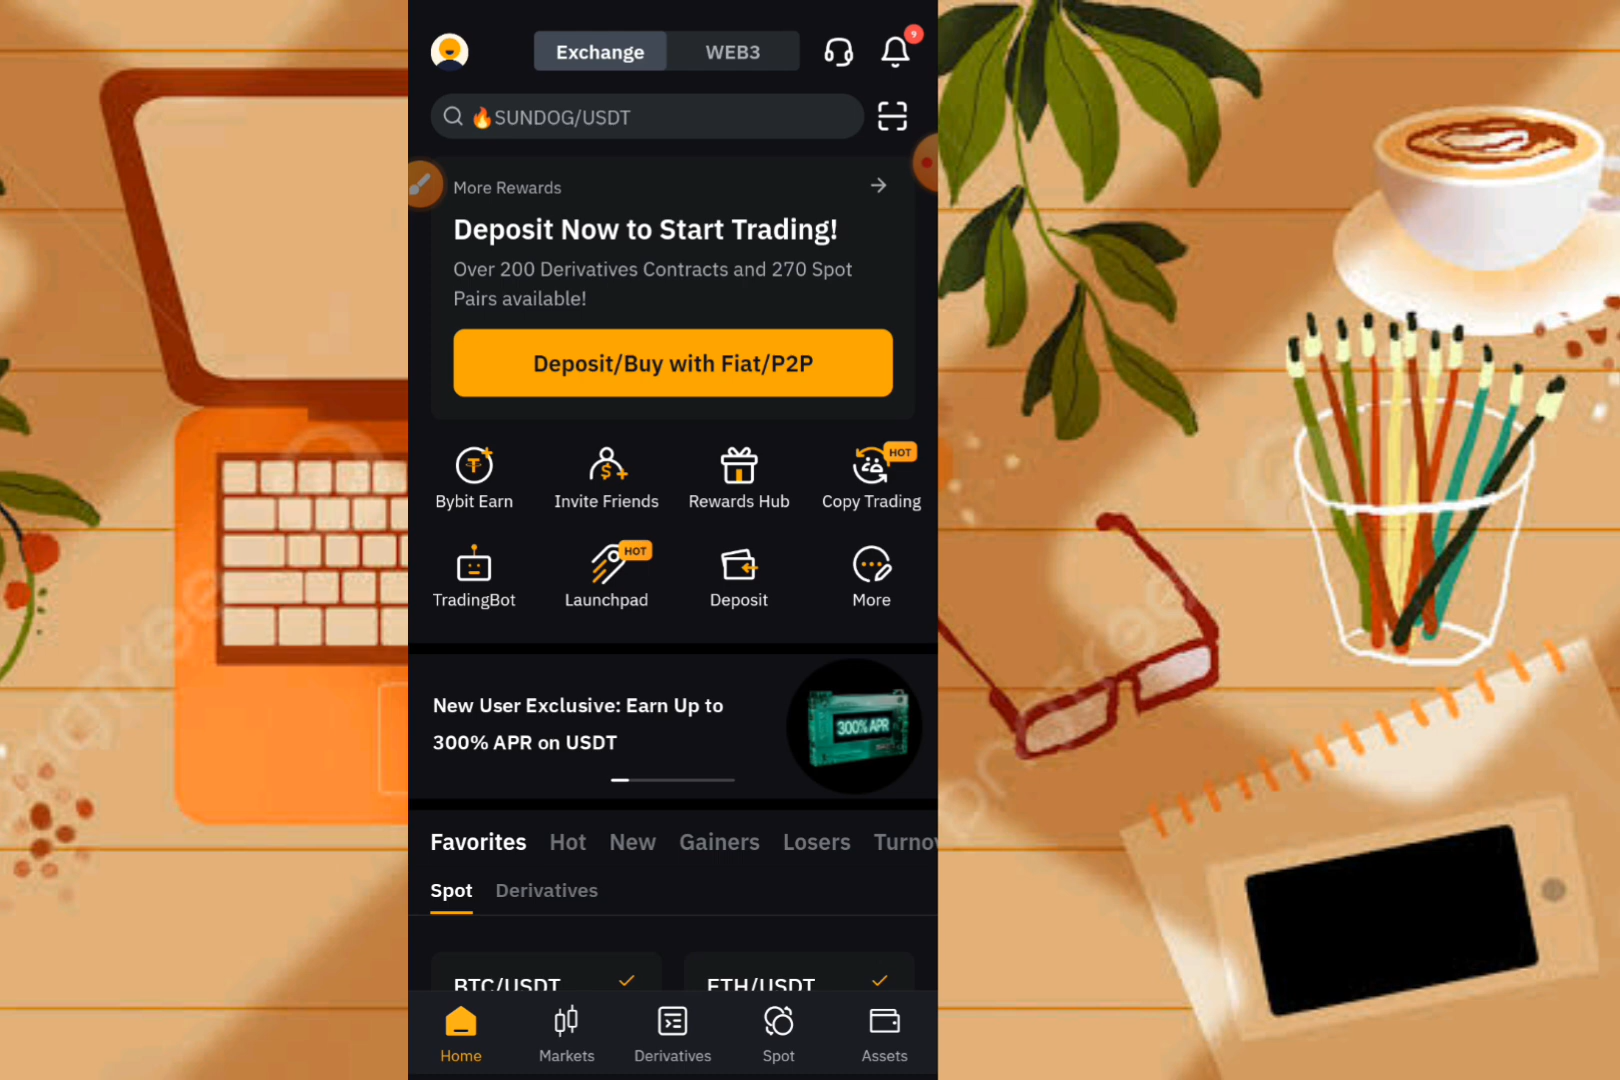 Exchange
WEB3
9
🔥SUNDOG/USDT
More Rewards
Deposit Now to Start Trading!
Over 200 Derivatives Contracts and 270 Spot
Pairs available!
Deposit/Buy with Fiat/P2P
HOT
Bybit Earn
Invite Friends
Rewards Hub
Copy Trading
HOT
TradingBot
Launchpad
Deposit
More
New User Exclusive: Earn Up to
300% APR on USDT
300% APR
Favorites
Hot
New
Gainers
Losers
Turnov
Spot
Derivatives
BTC/USDT
ETH/USDT
Home
Markets
Derivatives
Spot
Assets